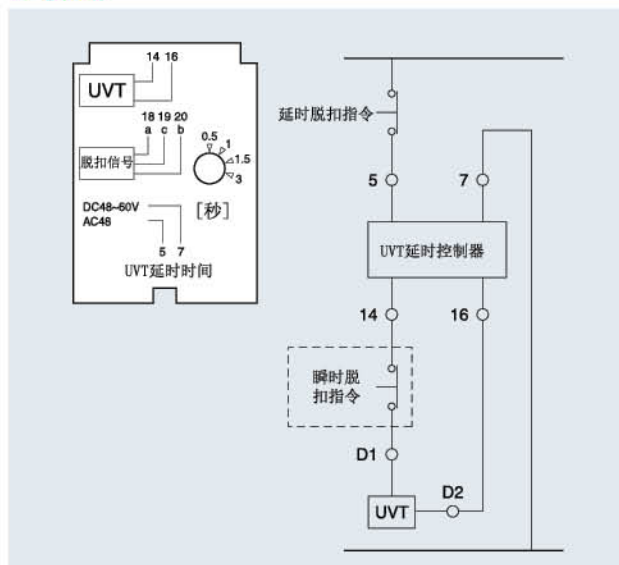 14 16
UVT
18 19 20
a c b
脱扣信号
0.5
1
1.5
3
[秒]
DC48~60V
AC48
5 7
UVT延时时间
延时脱扣指令
5
7
UVT延时控制器
14
16
瞬时脱
扣指令
D1
D2
UVT